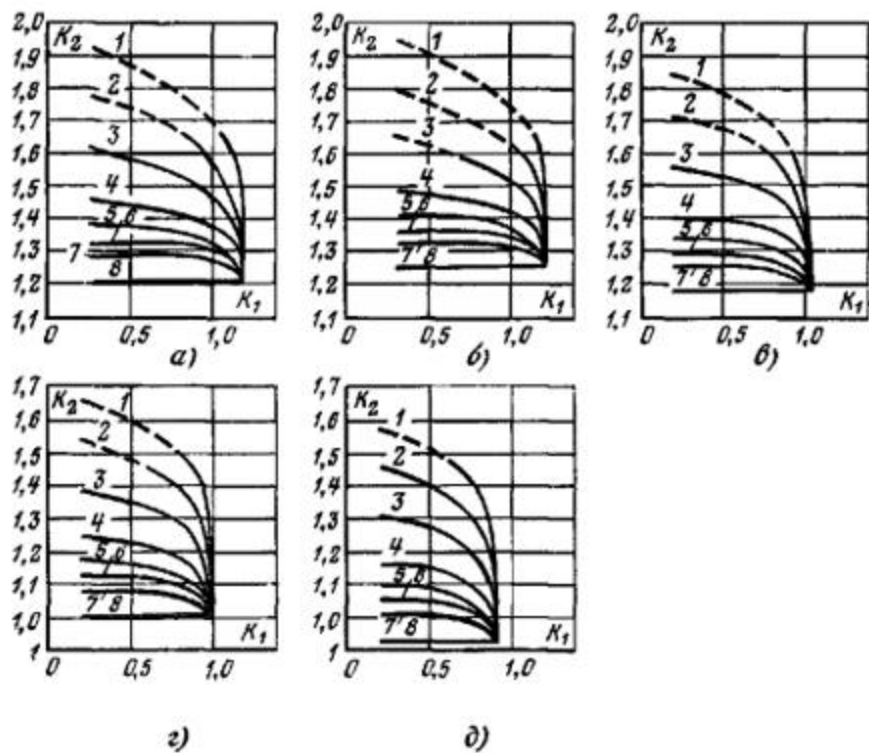 2,0 K2 1
1,9
1,8 2
1,7
1,6 3
1,5 4
1,4 5,6
1,3 7
1,2 8
1,1 K1
0 0,5 1,0
а)
2,0 K2 1
1,9
1,8 2
1,7 3
1,6
1,5 4
1,4 5,6
1,3 7 8
1,2
1,1 K1
0 0,5 1,0
б)
2,0 K2
1,9 1
1,8 2
1,7
1,6 3
1,5
1,4 4
1,3 5,6
1,2 7 8
1,1 K1
0 0,5 1,0
в)
1,7 K2 1
1,6 2
1,5
1,4 3
1,3 4
1,2 5,6
1,1 7 8
1,0 K1
1
0 0,5 1,0
г)
1,7 K2
1,6 1
1,5 2
1,4
1,3 3
1,2 4
1,1 5,6
1,0 7 8
1 K1
0 0,5 1,0
д)